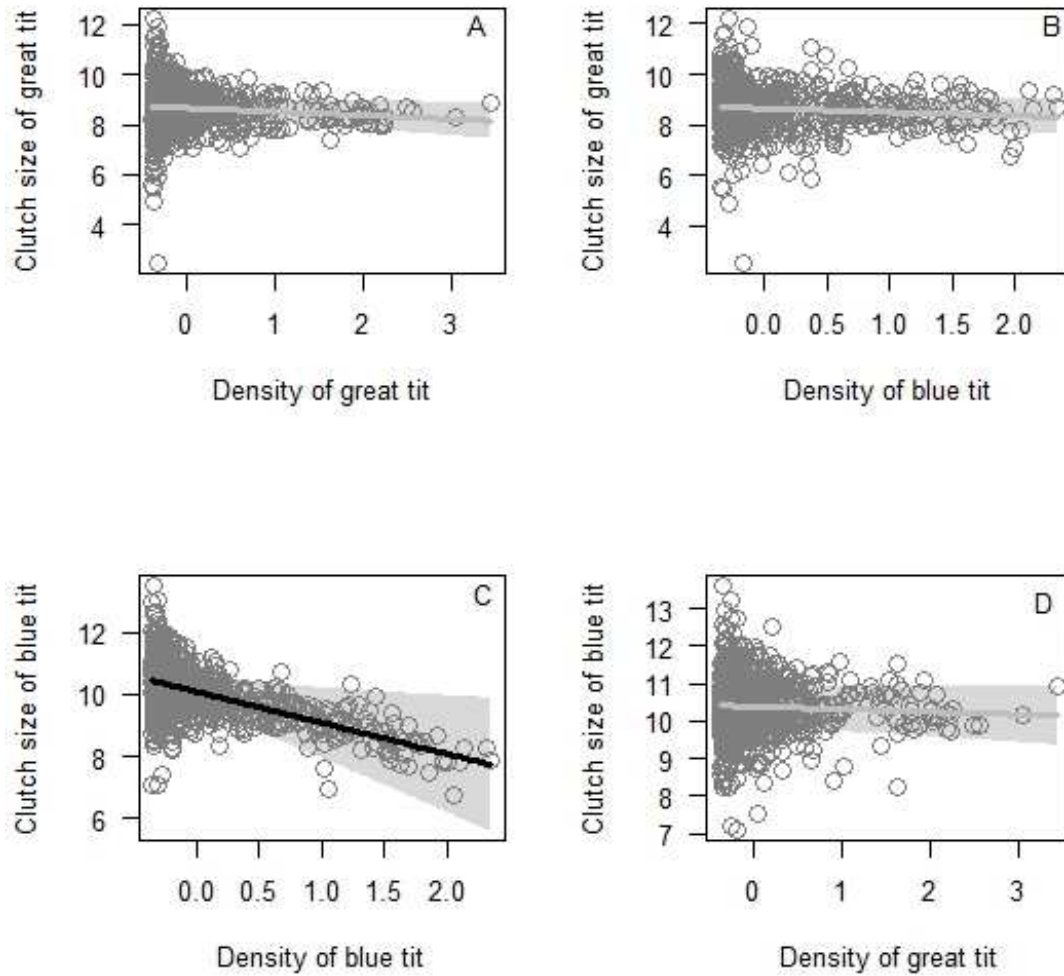 A
Clutch size of great tit
12
10
8
6
4
0 1 2 3
Density of great tit
B
Clutch size of great tit
12
10
8
6
4
0.0 0.5 1.0 1.5 2.0
Density of blue tit
C
Clutch size of blue tit
12
10
8
6
0.0 0.5 1.0 1.5 2.0
Density of blue tit
D
Clutch size of blue tit
13
12
11
10
9
8
7
0 1 2 3
Density of great tit